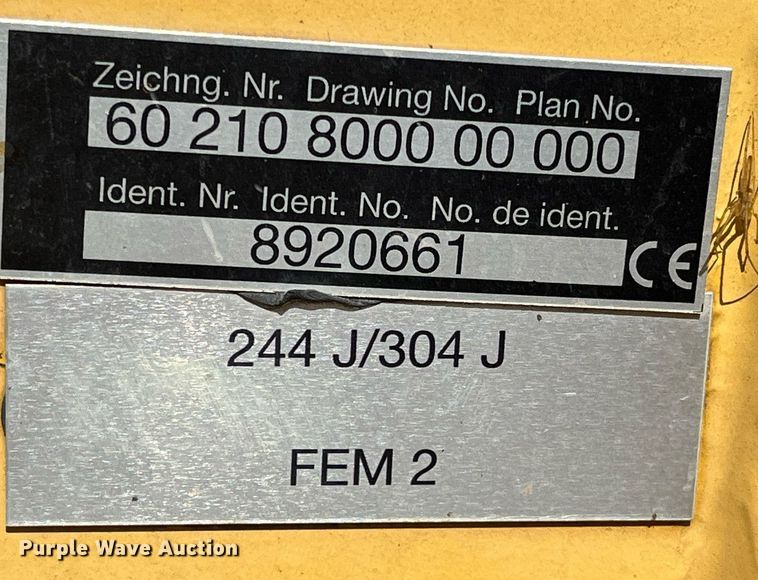 Zeichng. Nr. Drawing No. Plan No.
60 210 8000 00 000
Ident. Nr. Ident. No. No. de ident.
8920661
CE
244 J/304 J
FEM 2
Purple Wave Auction